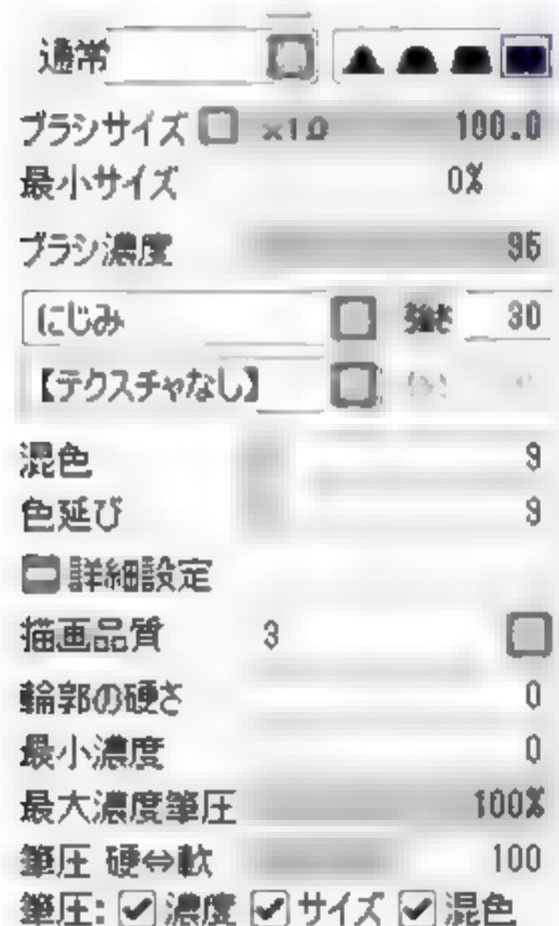 通常
ブラシサイズ ×1.0 100.0
最小サイズ 0%
ブラシ濃度 95
にじみ 強さ 30
【テクスチャなし】
混色 9
色延び 9
詳細設定
描画品質 3
輪郭の硬さ 0
最小濃度 0
最大濃度筆圧 100%
筆圧 硬⇔軟 100
筆圧: 濃度 サイズ 混色